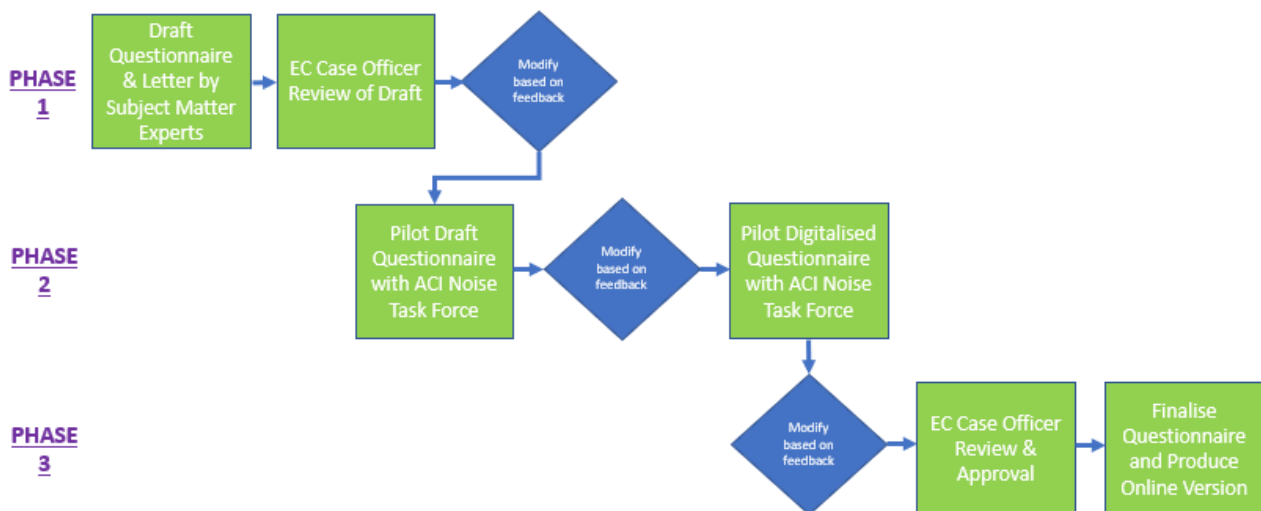 PHASE
1
Draft
Questionnaire
& Letter by
Subject Matter
Experts
EC Case Officer
Review of Draft
Modify
based on
feedback
PHASE
2
Pilot Draft
Questionnaire
with ACI Noise
Task Force
Modify
based on
feedback
Pilot Digitalised
Questionnaire
with ACI Noise
Task Force
PHASE
3
Modify
based on
feedback
EC Case Officer
Review &
Approval
Finalise
Questionnaire
and Produce
Online Version